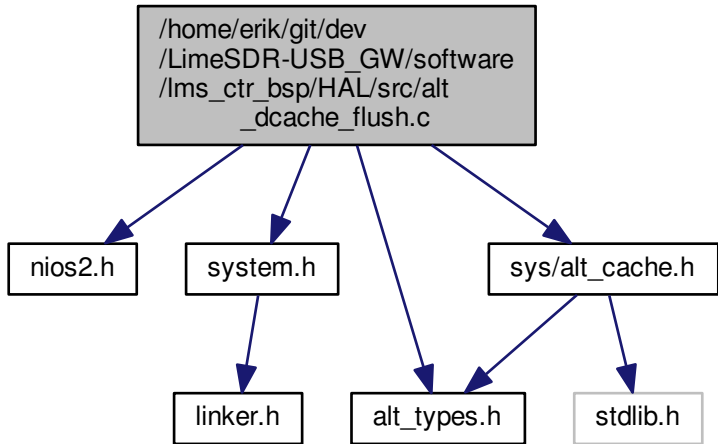 /home/erik/git/dev
/LimeSDR-USB_GW/software
/lms_ctr_bsp/HAL/src/alt
_dcache_flush.c
nios2.h
system.h
sys/alt_cache.h
linker.h
alt_types.h
stdlib.h